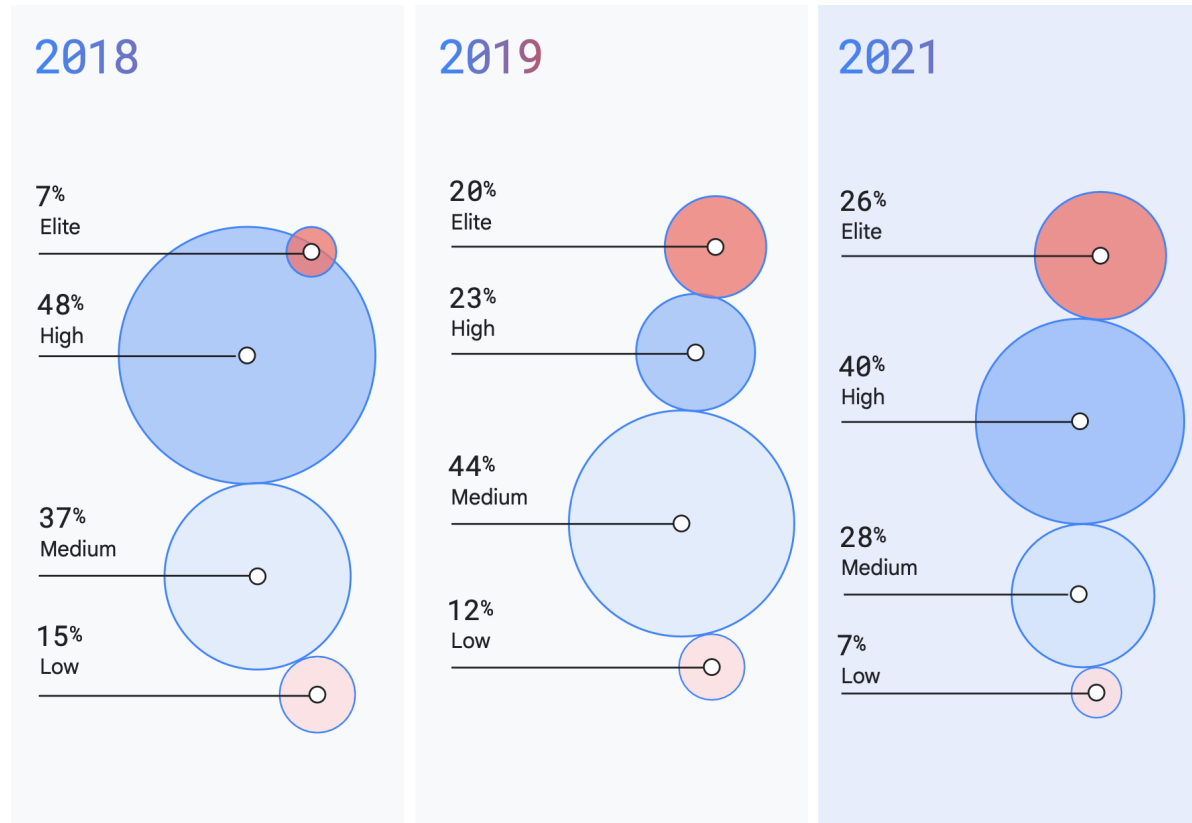 2018
7%
Elite
48%
High
37%
Medium
15%
Low
2019
20%
Elite
23%
High
44%
Medium
12%
Low
2021
26%
Elite
40%
High
28%
Medium
7%
Low